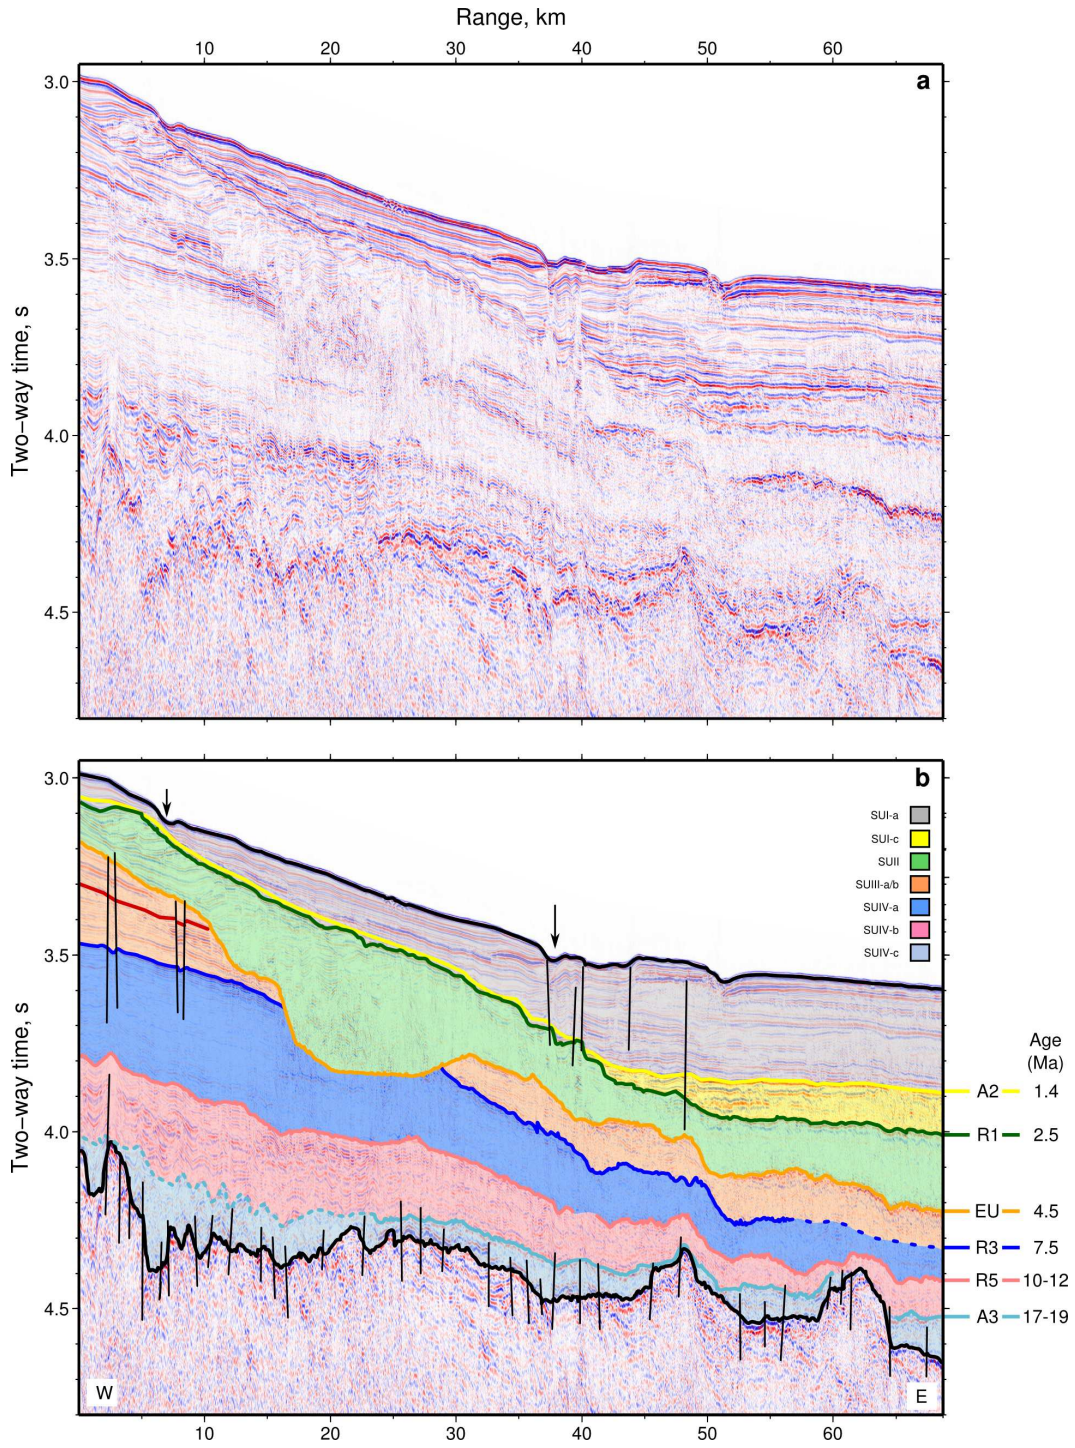 Range, km
10 20 30 40 50 60
a
3.0
3.5
4.0
4.5
Two-way time, s
b
3.0
3.5
4.0
4.5
Two-way time, s
SUI-a
SUI-c
SUII
SUIII-a/b
SUIV-a
SUIV-b
SUIV-c
Age
(Ma)
A2 1.4
R1 2.5
EU 4.5
R3 7.5
R5 10-12
A3 17-19
W E
10 20 30 40 50 60